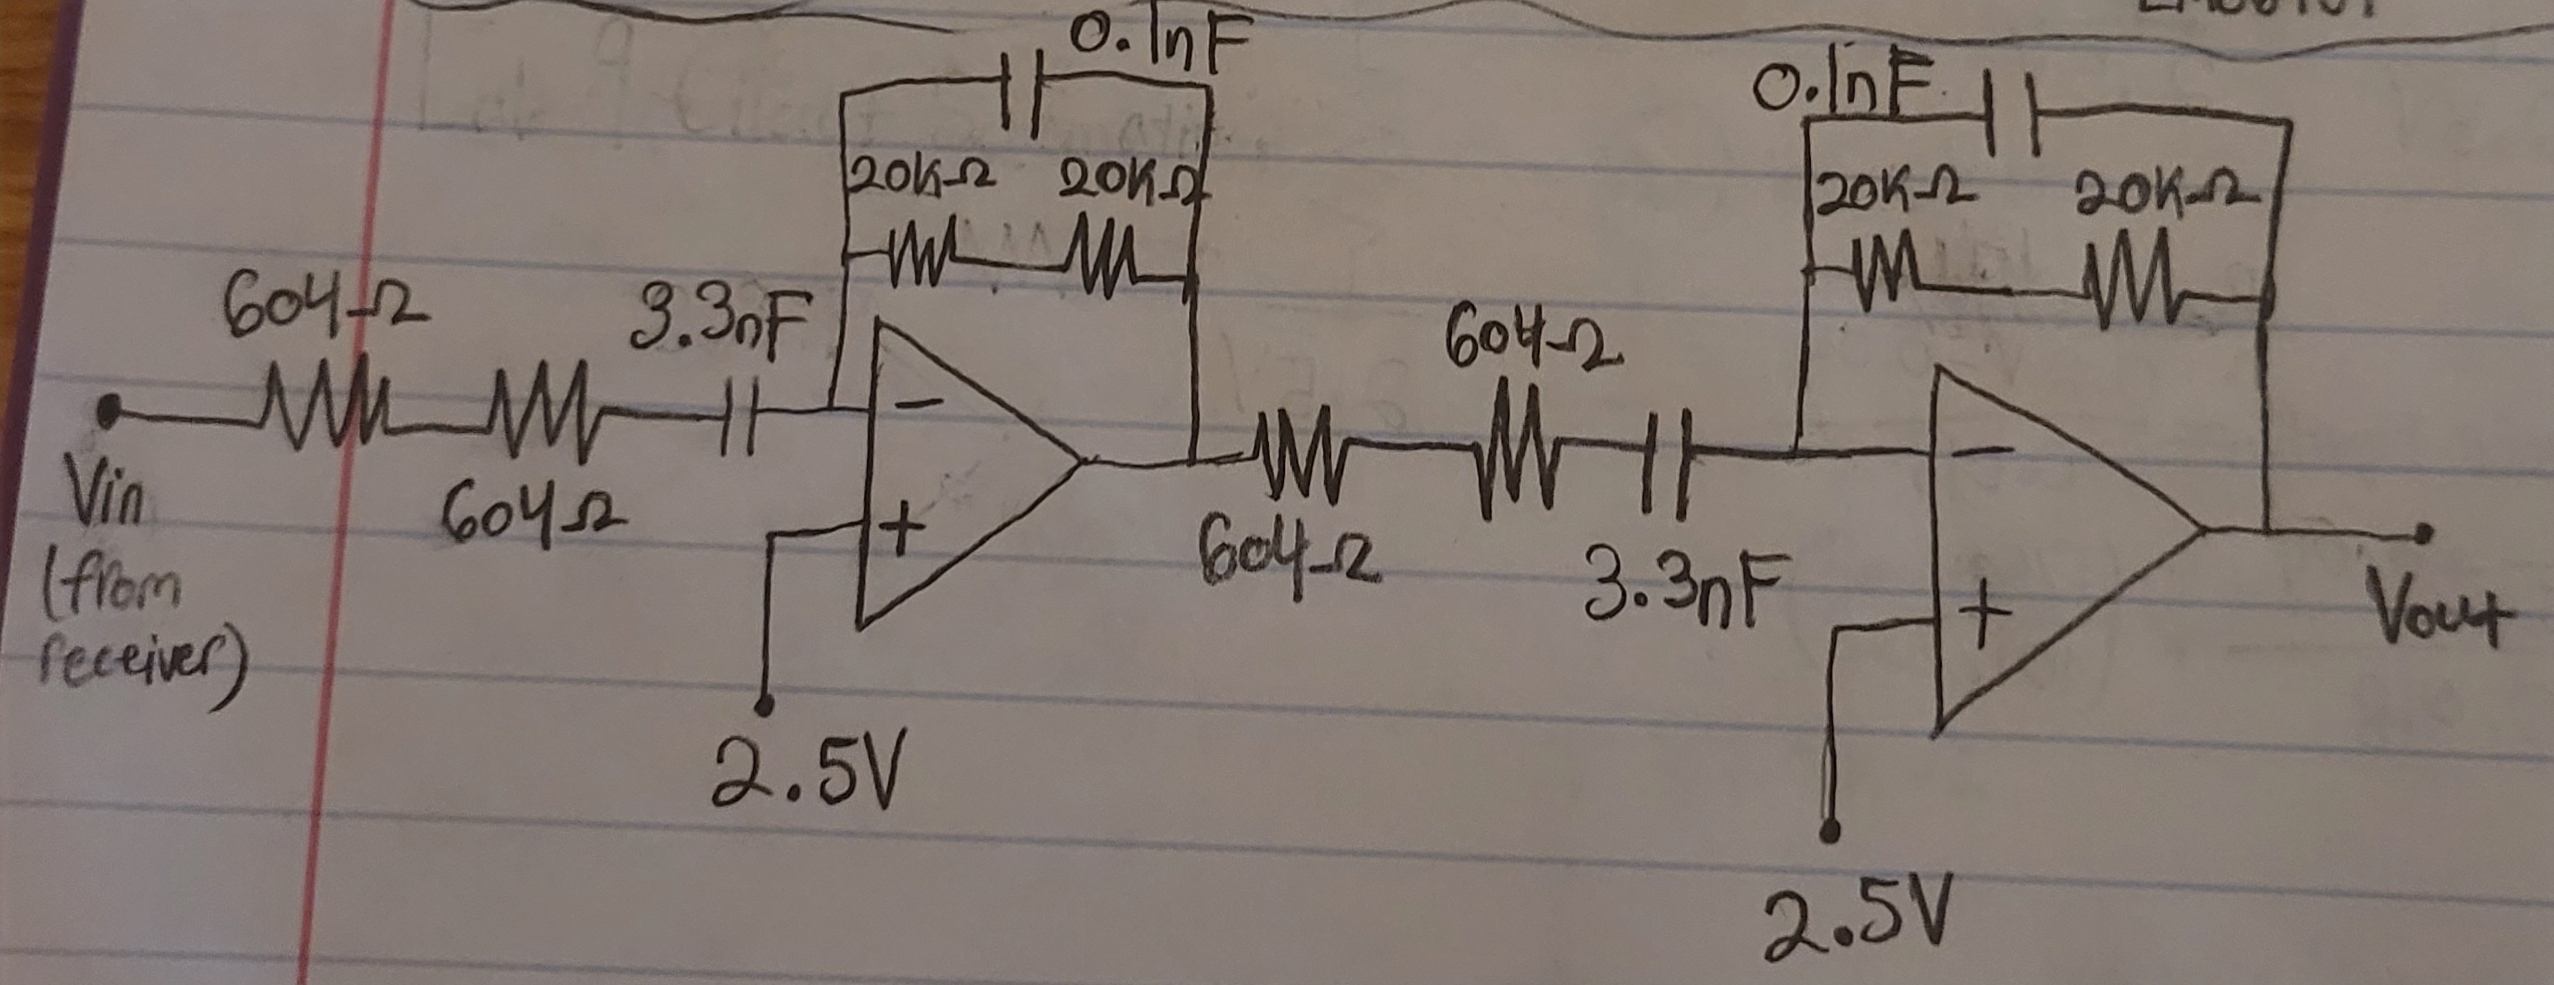 0.1nF
0.1nF
20KΩ 20KΩ
20KΩ 20KΩ
604Ω
3.3nF
604Ω
Vin
(from
receiver)
604Ω
-
+
604Ω
3.3nF
-
+
Vout
2.5V
2.5V